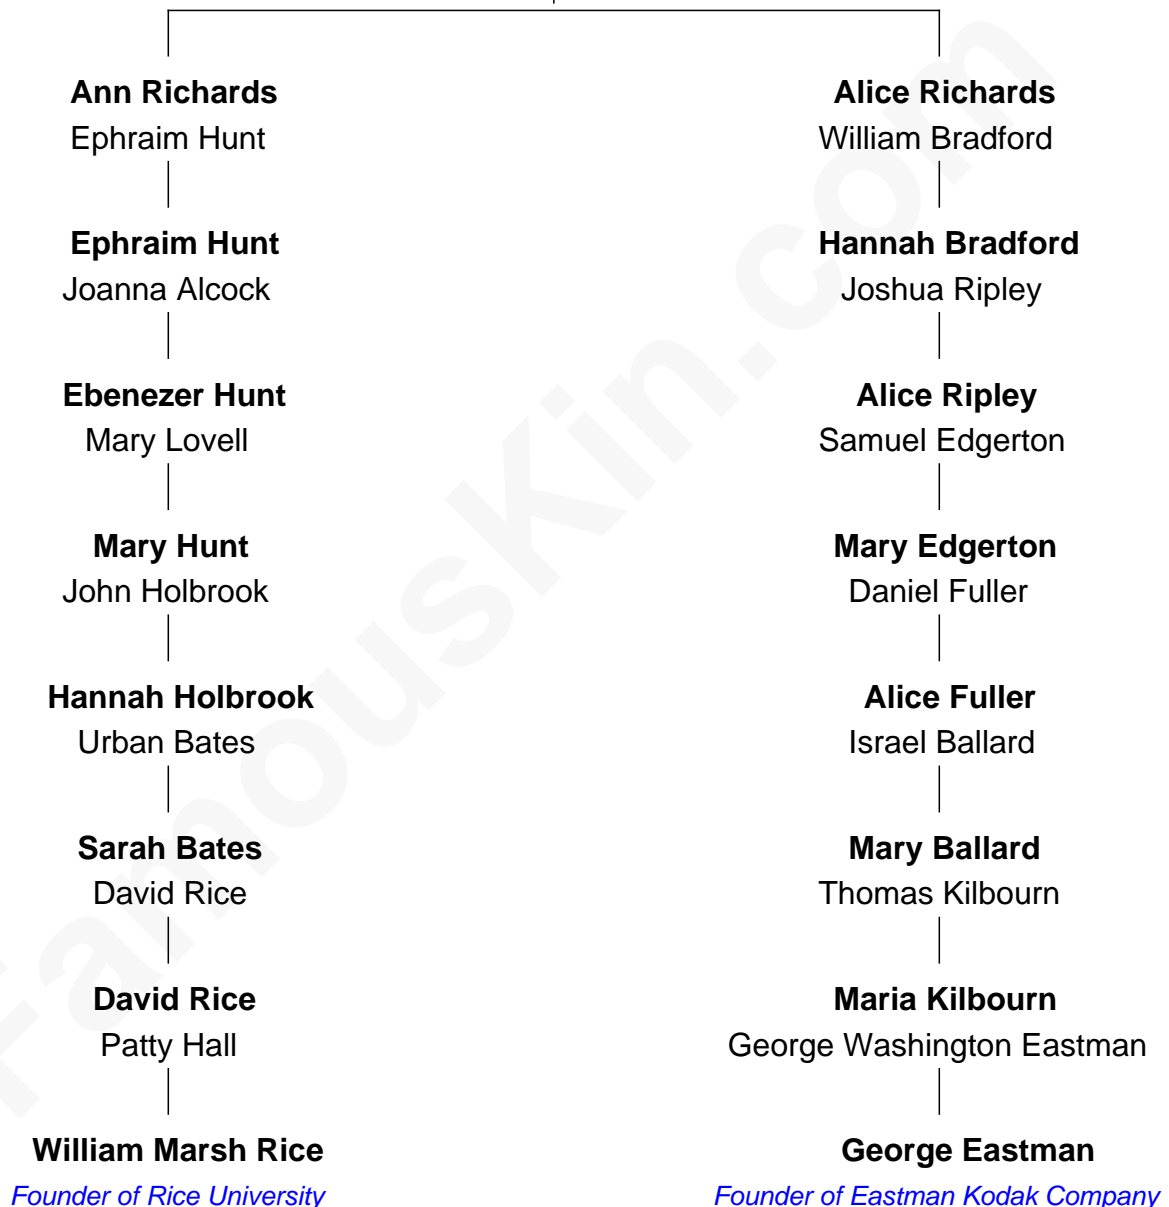 Ann Richards
Ephraim Hunt
Ephraim Hunt
Joanna Alcock
Ebenezer Hunt
Mary Lovell
Mary Hunt
John Holbrook
Hannah Holbrook
Urban Bates
Sarah Bates
David Rice
David Rice
Patty Hall
William Marsh Rice
Founder of Rice University
Alice Richards
William Bradford
Hannah Bradford
Joshua Ripley
Alice Ripley
Samuel Edgerton
Mary Edgerton
Daniel Fuller
Alice Fuller
Israel Ballard
Mary Ballard
Thomas Kilbourn
Maria Kilbourn
George Washington Eastman
George Eastman
Founder of Eastman Kodak Company
FamousKin.com